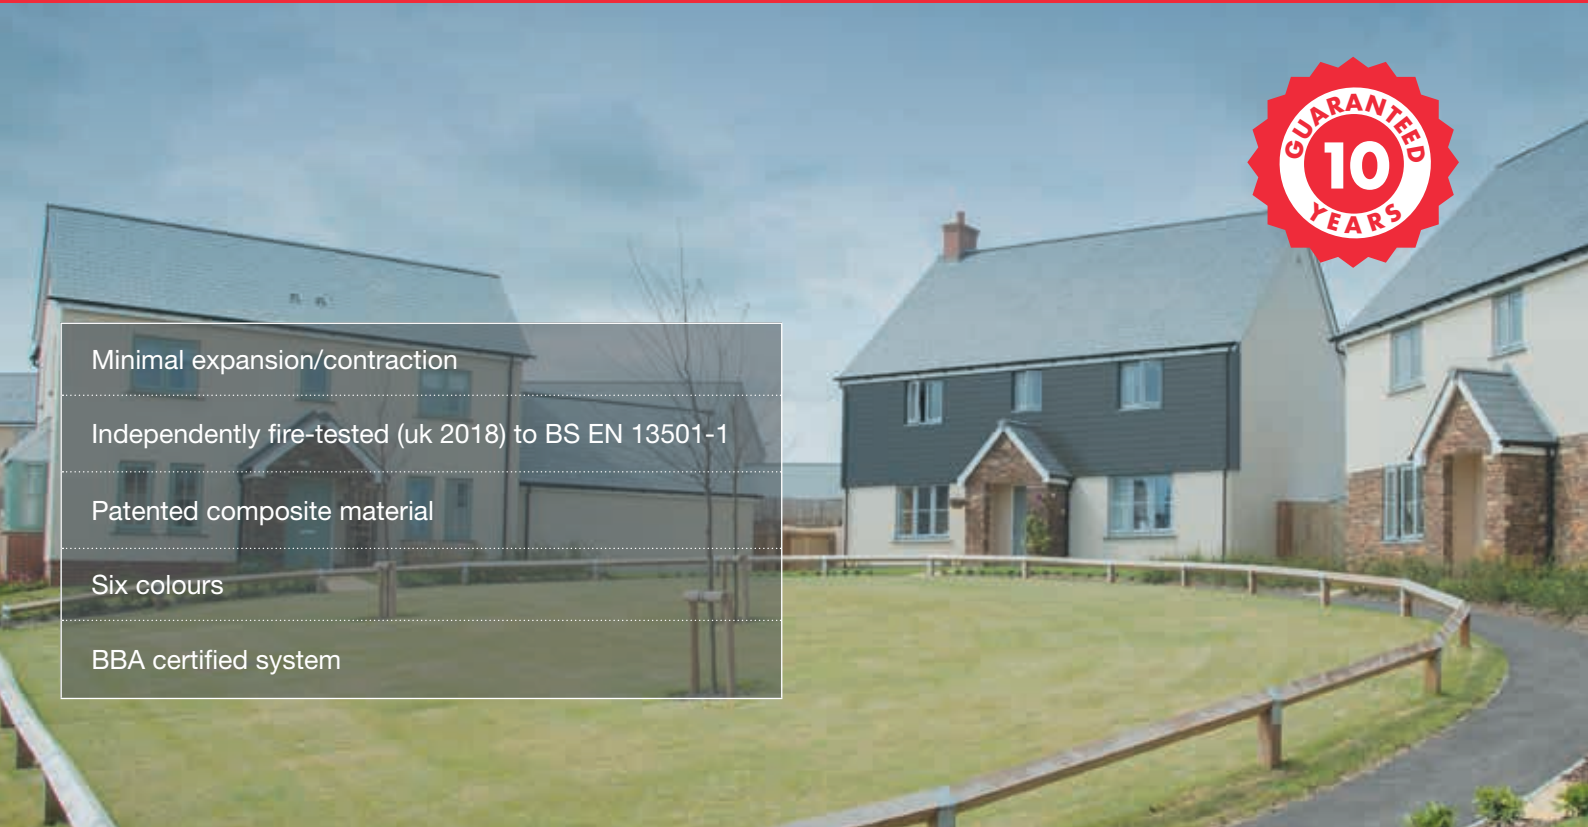 GUARANTEED
10
YEARS
Minimal expansion/contraction
Independently fire-tested (uk 2018) to BS EN 13501-1
Patented composite material
Six colours
BBA certified system